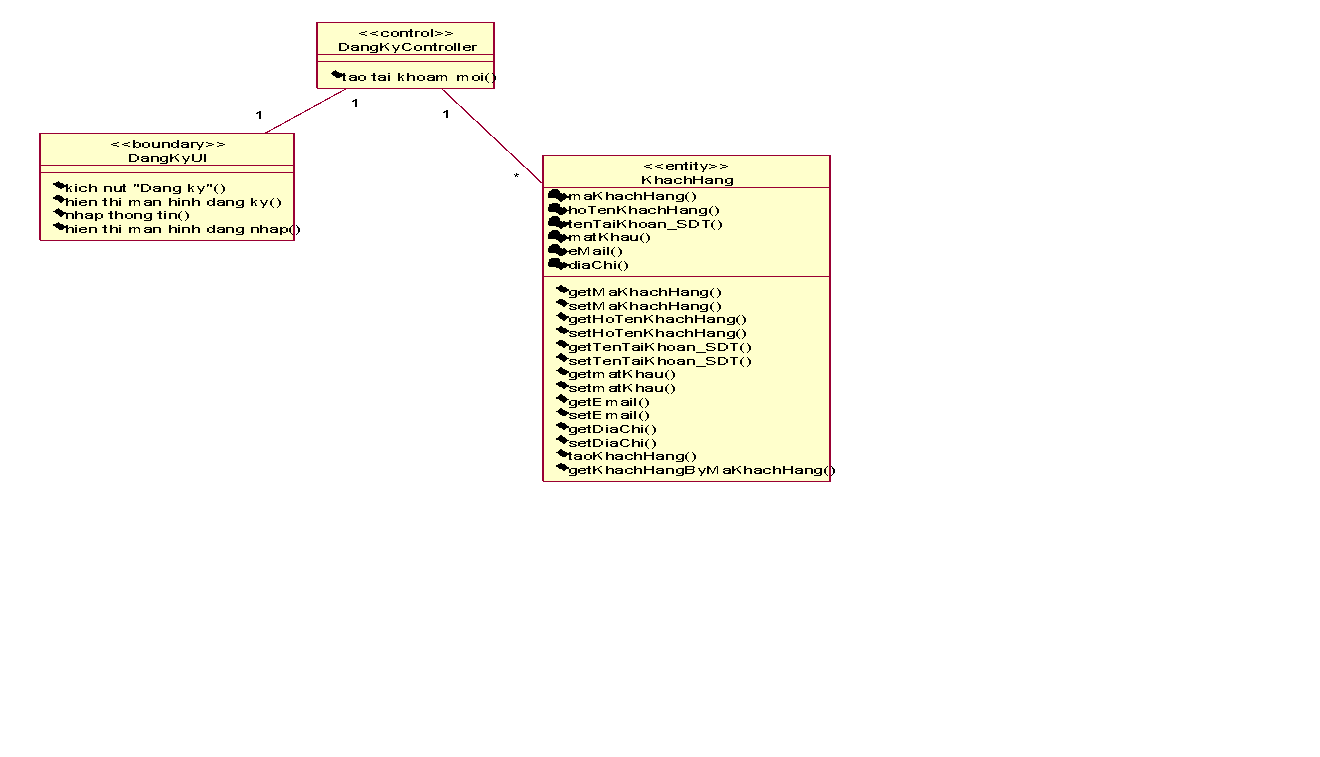 <<control>>
DangKyController
tao tai khoam moi()
1
1
1
*
<<boundary>>
DangKyUI
kich nut "Dang ky"()
hien thi man hinh dang ky()
nhap thong tin()
hien thi man hinh dang nhap()
<<entity>>
KhachHang
maKhachHang()
hoTenKhachHang()
tenTaiKhoan_SDT()
matKhau()
eMail()
diaChi()
getMaKhachHang()
setMaKhachHang()
getHoTenKhachHang()
setHoTenKhachHang()
getTenTaiKhoan_SDT()
setTenTaiKhoan_SDT()
getmatKhau()
setmatKhau()
getEmail()
setEmail()
getDiaChi()
setDiaChi()
taoKhachHang()
getKhachHangByMaKhachHang()